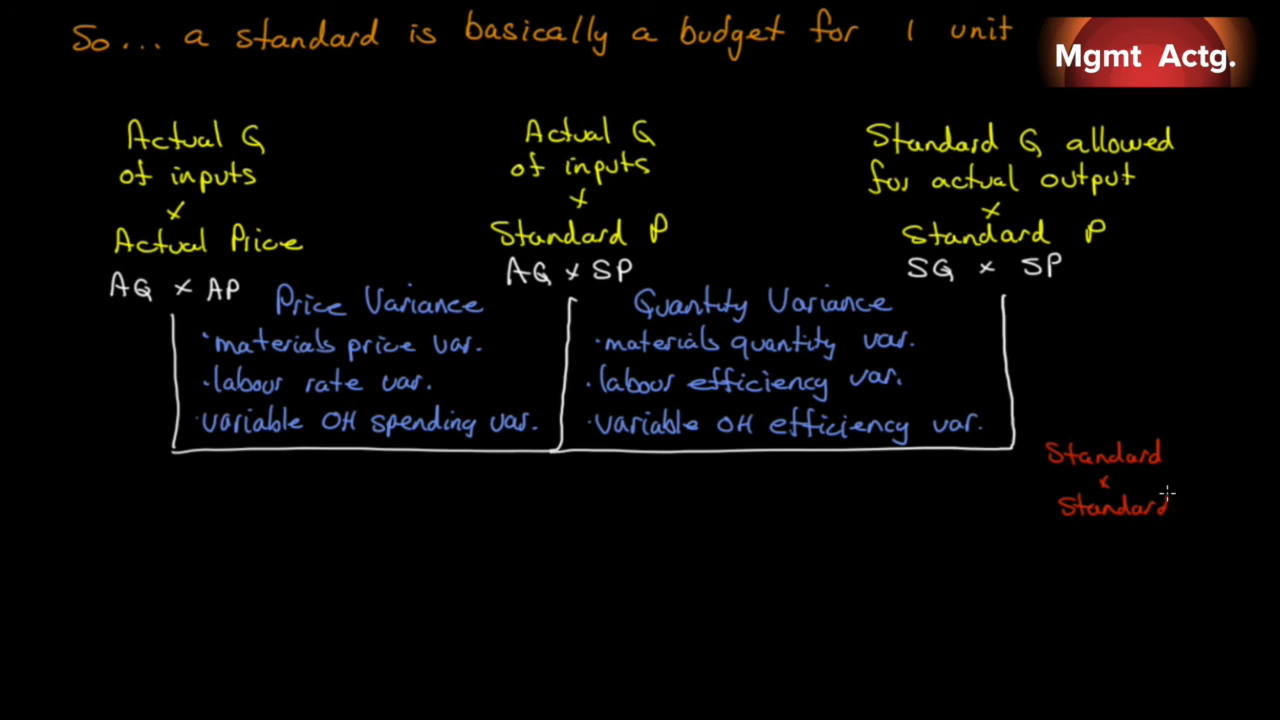 So... a standard is basically a budget for 1 unit
Mgmt Actg.
Actual Q
of inputs
x
Actual Price
AQ x AP
Actual Q
of inputs
x
Standard P
AQ x SP
Standard Q allowed
for actual output
x
Standard P
SQ x SP
Price Variance
·materials price var.
·labour rate var.
·variable OH spending var.
Quantity Variance
·materials quantity var.
·labour efficiency var.
·variable OH efficiency var.
Standard
x
Standard